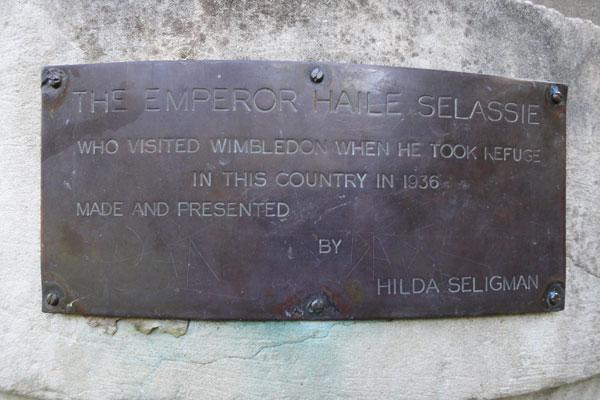 THE EMPEROR HAILE SELASSIE
WHO VISITED WIMBLEDON WHEN HE TOOK REFUGE
IN THIS COUNTRY IN 1936
MADE AND PRESENTED
BY
HILDA SELIGMAN
DAN